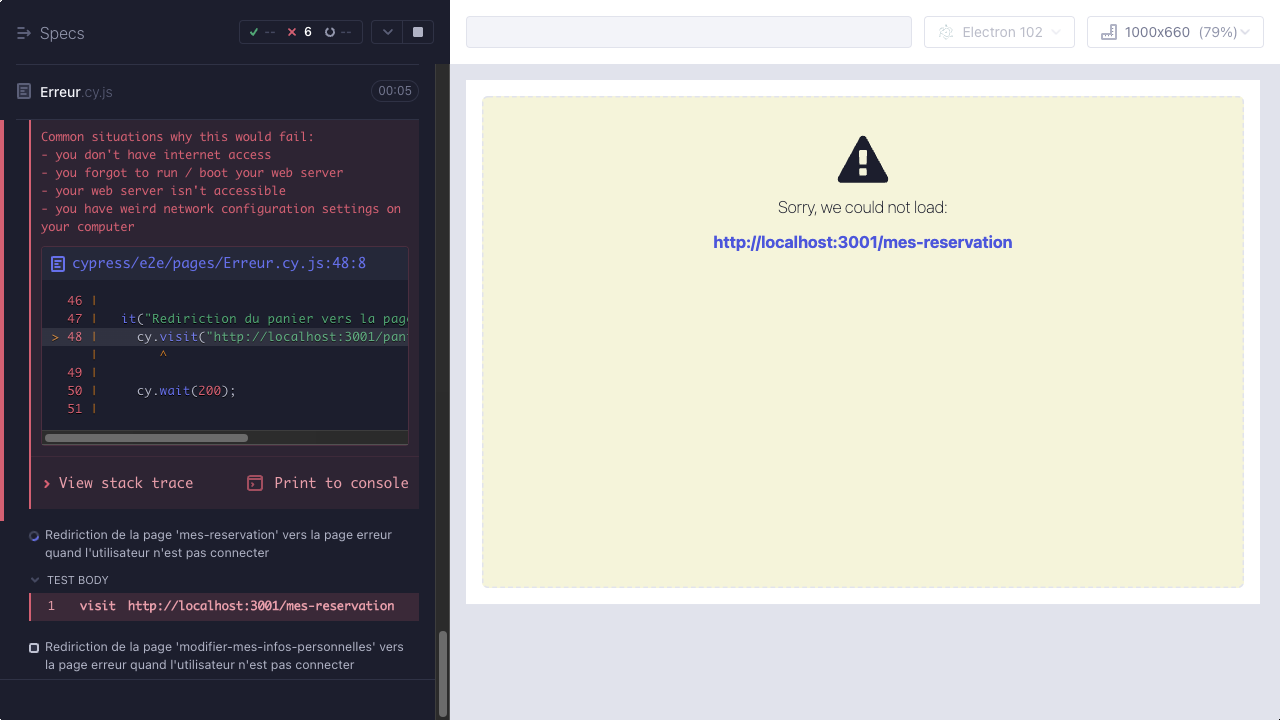 Specs
-- 6 --
Electron 102
1000x660 (79%)
Erreur.cy.js
00:05
Common situations why this would fail:
- you don't have internet access
- you forgot to run / boot your web server
- your web server isn't accessible
- you have weird network configuration settings on
your computer
cypress/e2e/pages/Erreur.cy.js:48:8
46 |
47 | it("Rediriction du panier vers la pag
> 48 | cy.visit("http://localhost:3001/pan
| ^
49 |
50 | cy.wait(200);
51 |
View stack trace
Print to console
Rediriction de la page 'mes-reservation' vers la page erreur
quand l'utilisateur n'est pas connecter
TEST BODY
1 visit http://localhost:3001/mes-reservation
Rediriction de la page 'modifier-mes-infos-personnelles' vers
la page erreur quand l'utilisateur n'est pas connecter
Sorry, we could not load:
http://localhost:3001/mes-reservation